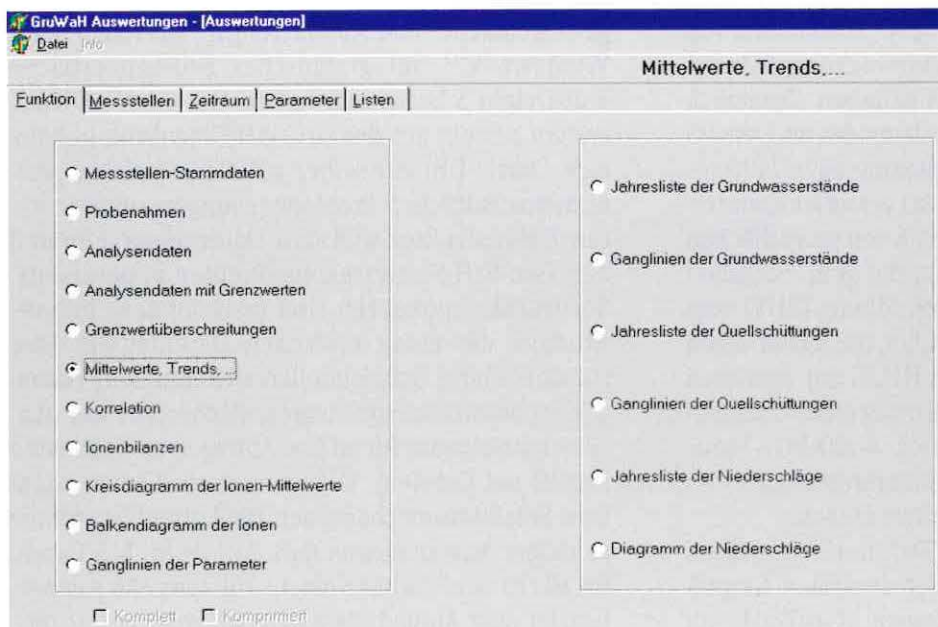 GruWaH Auswertungen - [Auswertungen]
Datei Info
Mittelwerte, Trends,...
Funktion Messstellen Zeitraum Parameter Listen
Messstellen-Stammdaten
Probenahmen
Analysendaten
Analysendaten mit Grenzwerten
Grenzwertüberschreitungen
Mittelwerte, Trends,...
Korrelation
Ionenbilanzen
Kreisdiagramm der Ionen-Mittelwerte
Balkendiagramm der Ionen
Ganglinien der Parameter
Komplett Komprimiert
Jahresliste der Grundwasserstände
Ganglinien der Grundwasserstände
Jahresliste der Quellschüttungen
Ganglinien der Quellschüttungen
Jahresliste der Niederschläge
Diagramm der Niederschläge